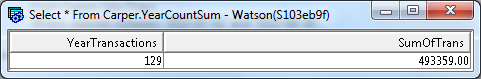 Select * From Carper.YearCountSum - Watson(S103eb9f)
YearTransactions SumOfTrans
129 493359.00